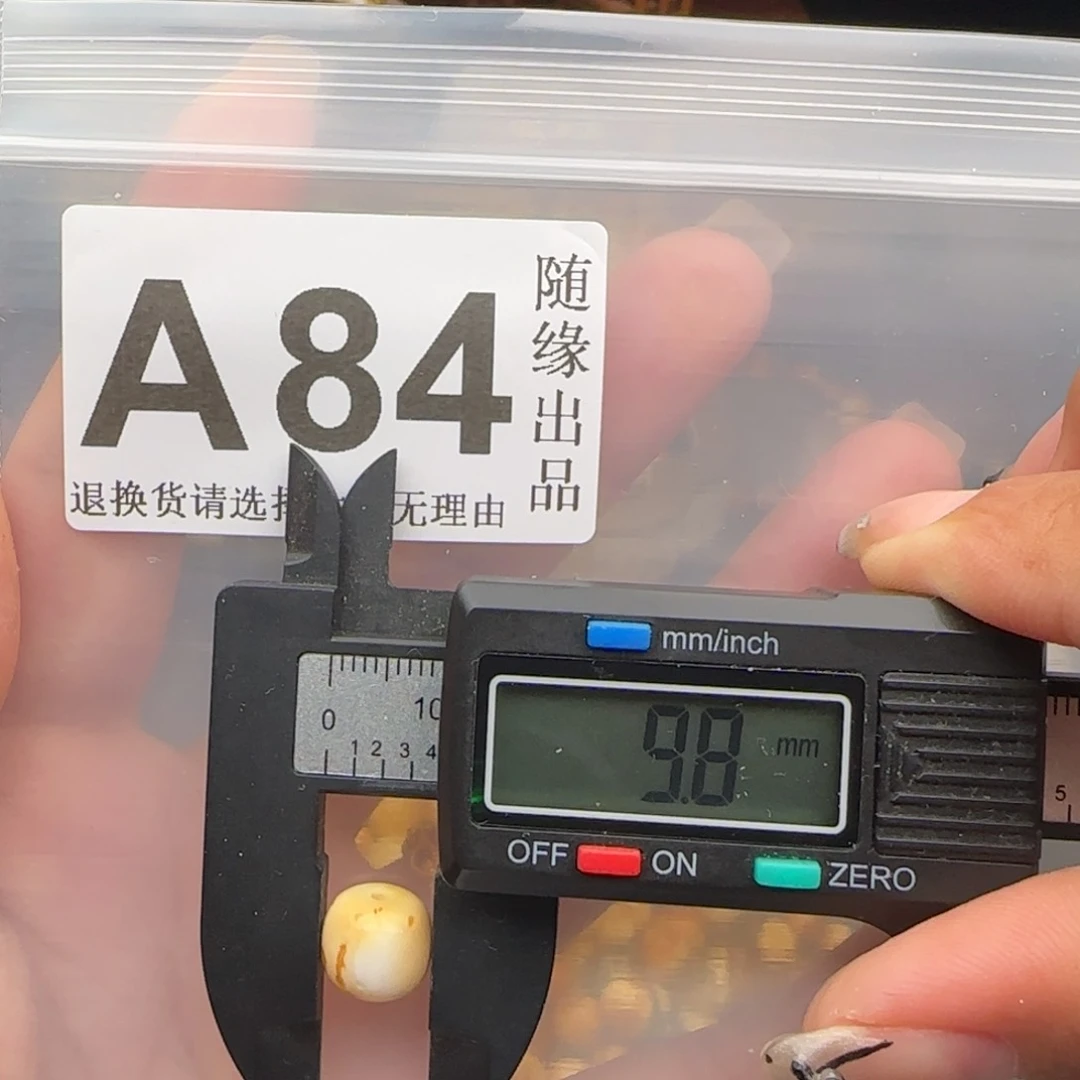 A84
随缘出品
退换货请选择
无理由
mm/inch
0 10
1 2 3 4
9.8 mm
5
OFF ON ZERO